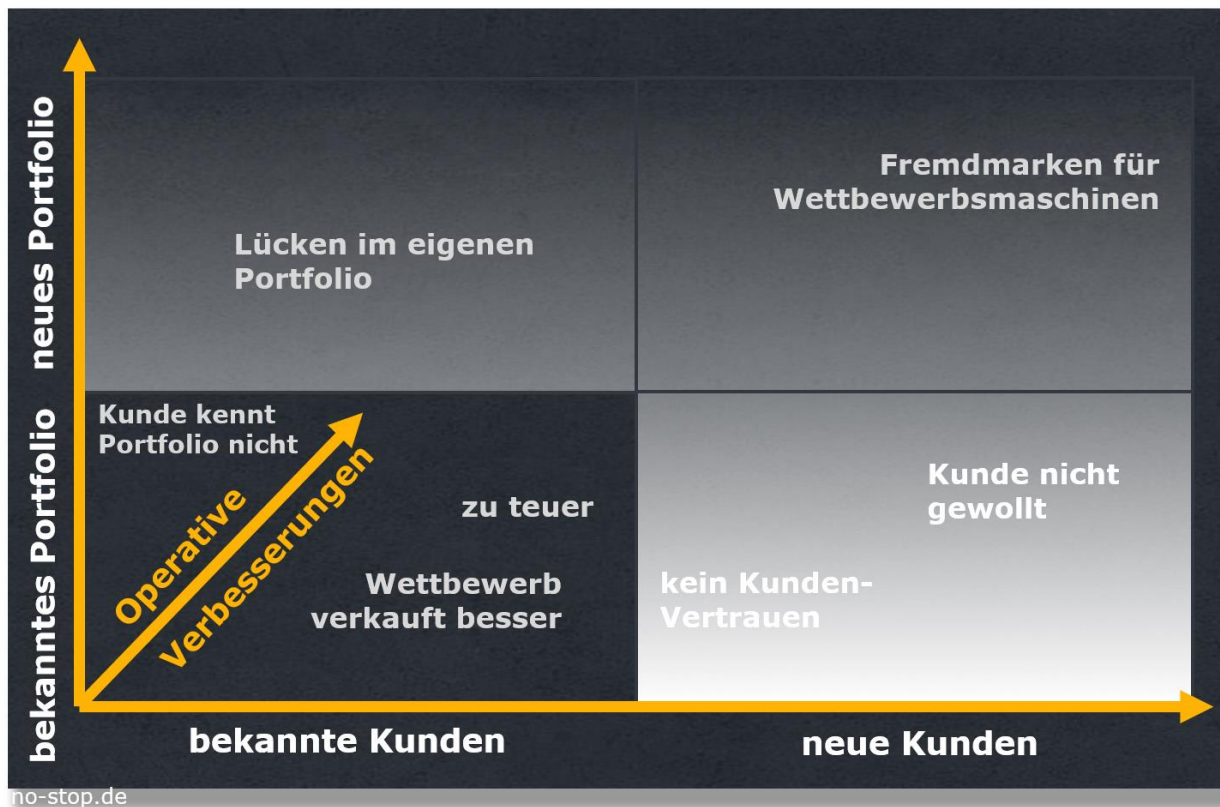 neues Portfolio
bekanntes Portfolio
Lücken im eigenen
Portfolio
Fremdmarken für
Wettbewerbsmaschinen
Kunde kennt
Portfolio nicht
Operative
Verbesserungen
zu teuer
Wettbewerb
verkauft besser
Kunde nicht
gewollt
kein Kunden-
Vertrauen
bekannte Kunden
neue Kunden
no-stop.de